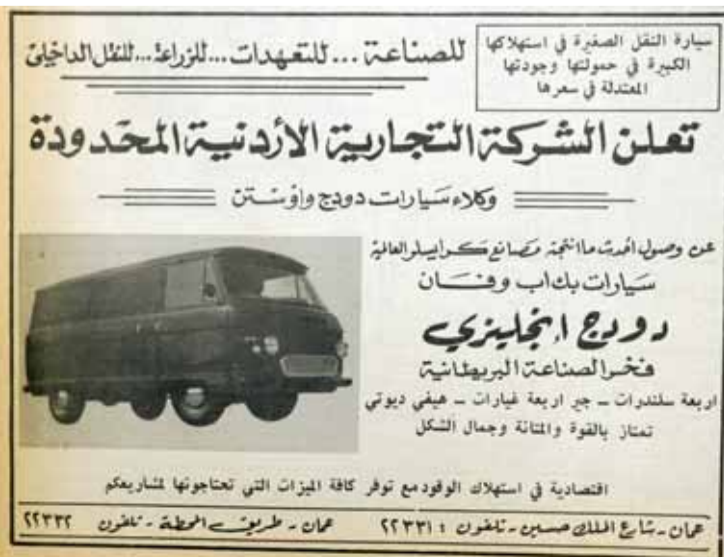 سيارة النقل الصغيرة في استهلاكها
الكبيرة في حمولتها وجودتها
المعتدلة في سعرها
للصناعة ... للتعهدات ... للزراعة ... للنقل الداخلي
تعلن الشركة التجارية الأردنية المحدودة
وكلاء سيارات دودج واوستن
عن وصول أحدث ما انتجته مصانع كرايسلر العالمية
سيارات بك اب وفان
دودج إنجليزي
فخر الصناعة البريطانية
اربعة سلندرات - جير اربعة غيارات - هيفي ديوتي
تمتاز بالقوة والمتانة وجمال الشكل
اقتصادية في استهلاك الوقود مع توفر كافة الميزات التي تحتاجونها لمشاريعكم
عمان - شارع الملك حسين - تلفون : ٢٢٣٣١
عمان - طريق المحطة - تلفون ٢٢٣٣٢